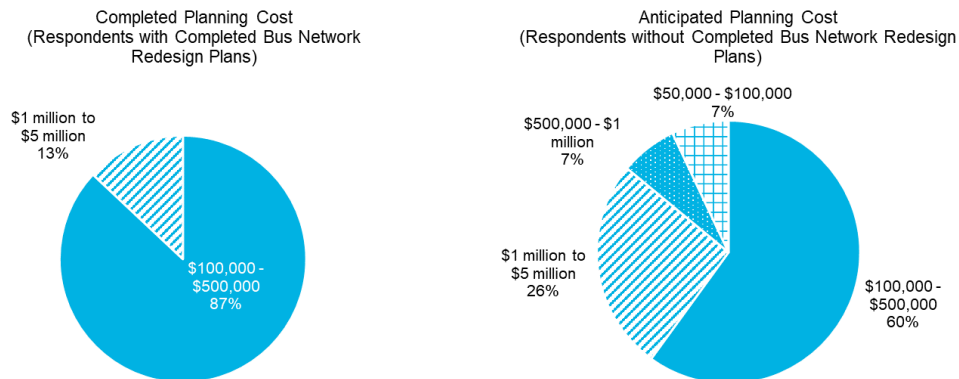 Completed Planning Cost
(Respondents with Completed Bus Network
Redesign Plans)
$1 million to
$5 million
13%
$100,000 -
$500,000
87%
Anticipated Planning Cost
(Respondents without Completed Bus Network Redesign
Plans)
$50,000 - $100,000
7%
$500,000 - $1
million
7%
$1 million to
$5 million
26%
$100,000 -
$500,000
60%